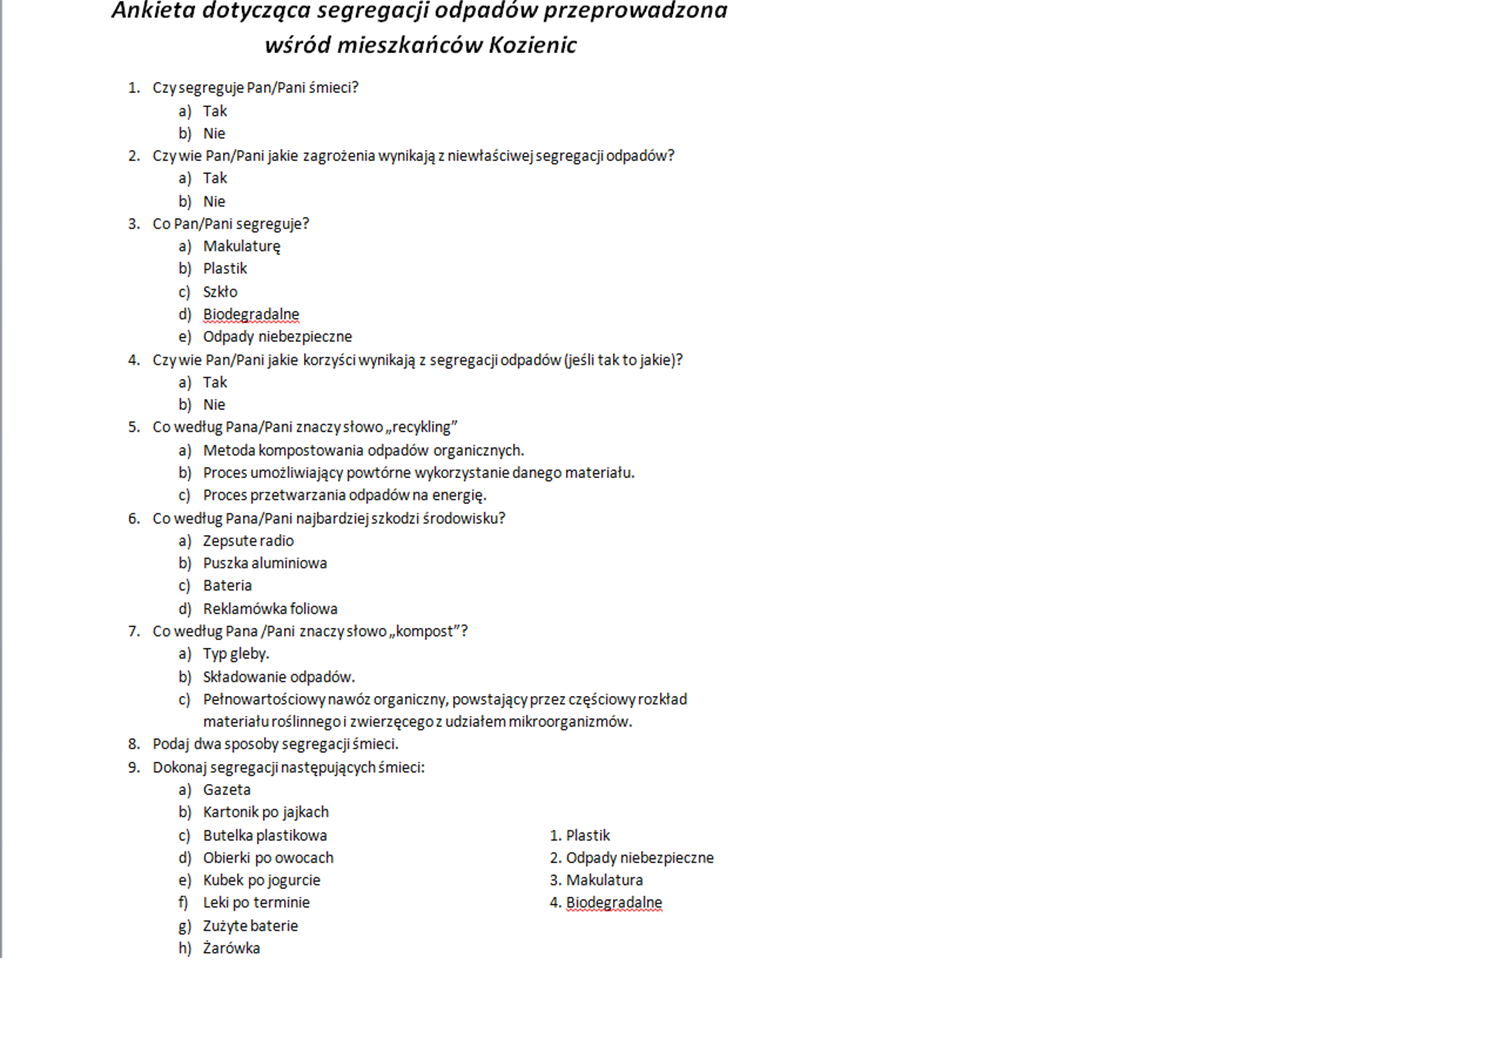 Ankieta dotycząca segregacji odpadów przeprowadzona
wśród mieszkańców Kozienic
1. Czy segreguje Pan/Pani śmieci?
a) Tak
b) Nie
2. Czy wie Pan/Pani jakie zagrożenia wynikają z niewłaściwej segregacji odpadów?
a) Tak
b) Nie
3. Co Pan/Pani segreguje?
a) Makulaturę
b) Plastik
c) Szkło
d) Biodegradalne
e) Odpady niebezpieczne
4. Czy wie Pan/Pani jakie korzyści wynikają z segregacji odpadów (jeśli tak to jakie)?
a) Tak
b) Nie
5. Co według Pana/Pani znaczy słowo „recykling”
a) Metoda kompostowania odpadów organicznych.
b) Proces umożliwiający powtórne wykorzystanie danego materiału.
c) Proces przetwarzania odpadów na energię.
6. Co według Pana/Pani najbardziej szkodzi środowisku?
a) Zepsute radio
b) Puszka aluminiowa
c) Bateria
d) Reklamówka foliowa
7. Co według Pana /Pani znaczy słowo „kompost”?
a) Typ gleby.
b) Składowanie odpadów.
c) Pełnowartościowy nawóz organiczny, powstający przez częściowy rozkład
materiału roślinnego i zwierzęcego z udziałem mikroorganizmów.
8. Podaj dwa sposoby segregacji śmieci.
9. Dokonaj segregacji następujących śmieci:
a) Gazeta
b) Kartonik po jajkach
c) Butelka plastikowa 1. Plastik
d) Obierki po owocach 2. Odpady niebezpieczne
e) Kubek po jogurcie 3. Makulatura
f) Leki po terminie 4. Biodegradalne
g) Zużyte baterie
h) Żarówka